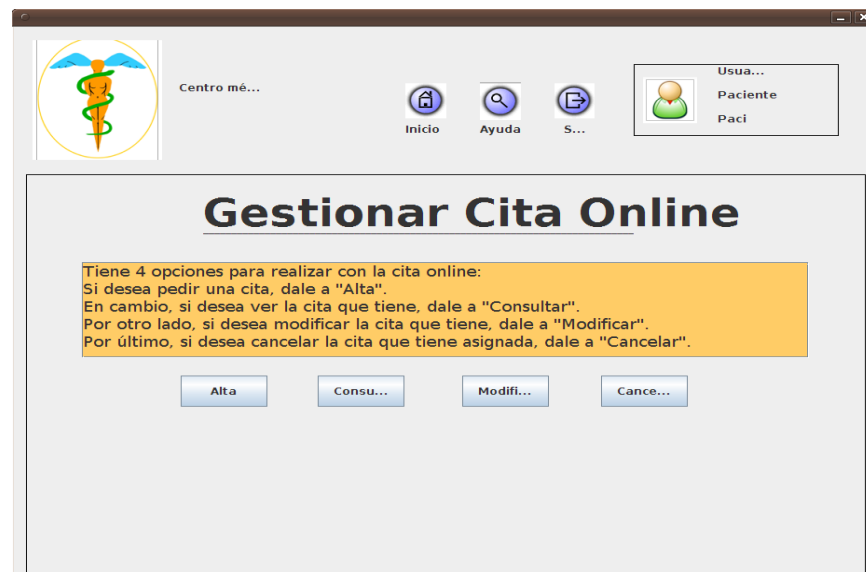 Centro mé...
Inicio
Ayuda
S...
Usua...
Paciente
Paci
Gestionar Cita Online
Tiene 4 opciones para realizar con la cita online:
Si desea pedir una cita, dale a "Alta".
En cambio, si desea ver la cita que tiene, dale a "Consultar".
Por otro lado, si desea modificar la cita que tiene, dale a "Modificar".
Por último, si desea cancelar la cita que tiene asignada, dale a "Cancelar".
Alta
Consu...
Modifi...
Cance...